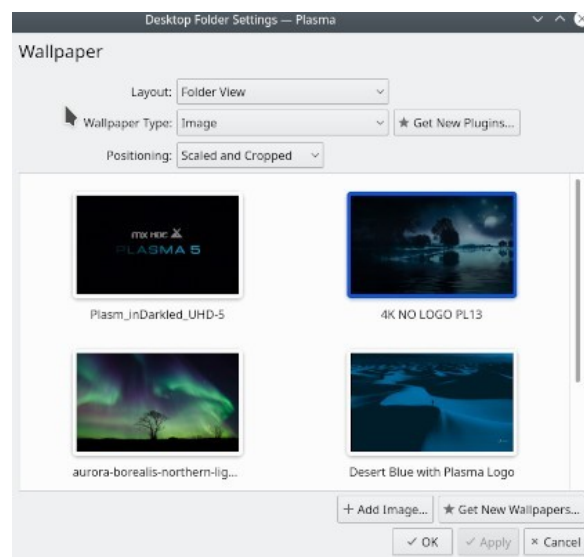 Desktop Folder Settings — Plasma
Wallpaper
Layout: Folder View
Wallpaper Type: Image ★ Get New Plugins...
Positioning: Scaled and Cropped
mx KDE
PLASMA 5
Plasm_inDarkled_UHD-5 4K NO LOGO PL13
aurora-borealis-northern-lig... Desert Blue with Plasma Logo
+ Add Image... ★ Get New Wallpapers...
✓ OK ✓ Apply × Cancel